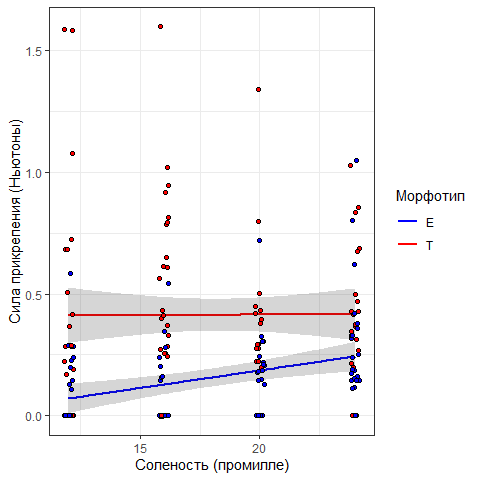 1.5
1.0
0.5
0.0
Сила прикрепления (Ньютоны)
15
20
Соленость (промилле)
Морфотип
E
T